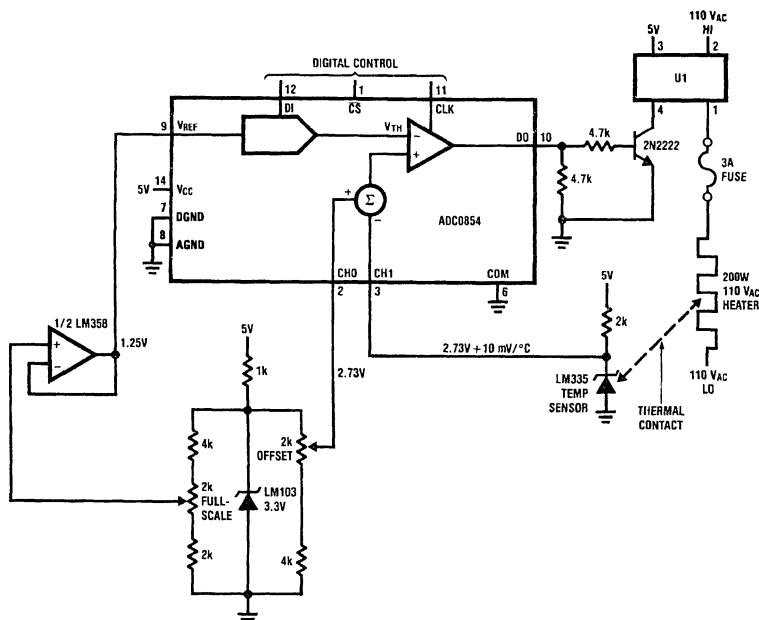 110 VAC
HI
5V
3
2
U1
4
1
DIGITAL CONTROL
12
1
11
DI
CS
CLK
9
VREF
VTH
−
+
DO
10
4.7k
2N2222
4.7k
3A
FUSE
14
5V
VCC
7
DGND
8
AGND
+
Σ
−
ADC0854
CH0
CH1
COM
2
3
6
200W
110 VAC
HEATER
5V
2k
1/2 LM358
+
−
1.25V
5V
1k
2.73V
2.73V + 10 mV/°C
LM335
TEMP
SENSOR
THERMAL
CONTACT
110 VAC
LO
4k
2k
OFFSET
2k
FULL-
SCALE
LM103
3.3V
2k
4k